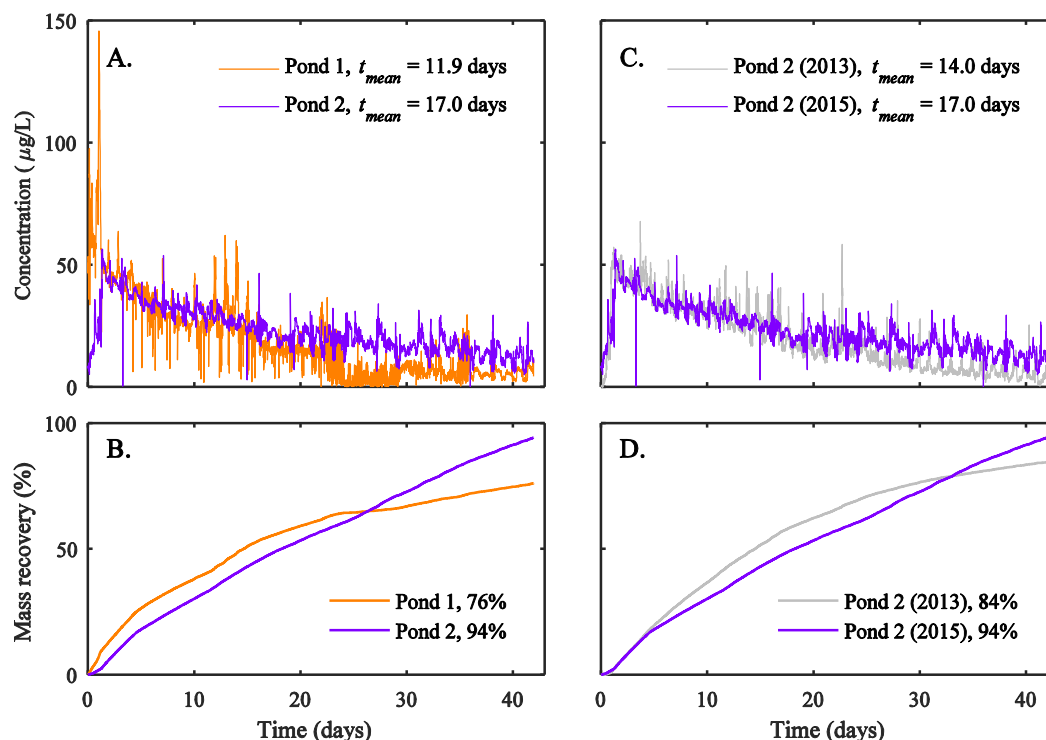 A.
Pond 1, t_mean = 11.9 days
Pond 2, t_mean = 17.0 days
150
100
50
0
Concentration ( μg/L)
C.
Pond 2 (2013), t_mean = 14.0 days
Pond 2 (2015), t_mean = 17.0 days
B.
Pond 1, 76%
Pond 2, 94%
100
50
0
Mass recovery (%)
0 10 20 30 40
Time (days)
D.
Pond 2 (2013), 84%
Pond 2 (2015), 94%
0 10 20 30 40
Time (days)